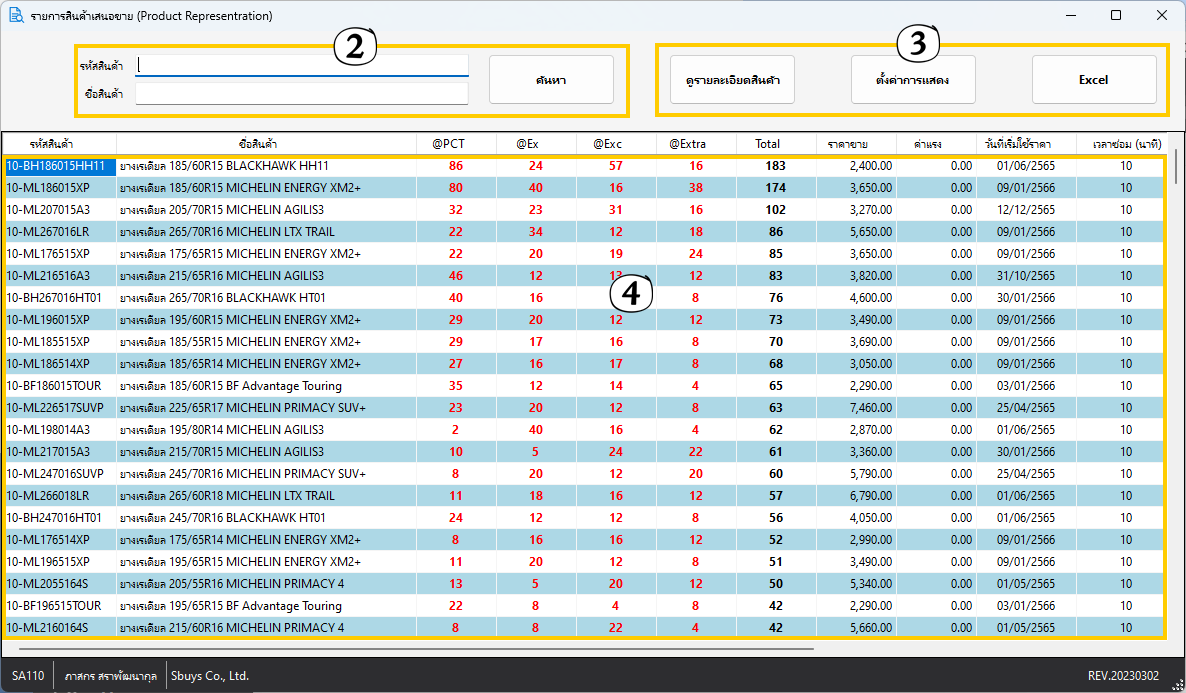 รายการสินค้าเสนอขาย (Product Represerntration)
2
3
รหัสสินค้า
ชื่อสินค้า
ค้นหา
ดูรายละเอียดสินค้า
ตั้งค่าการแสดง
Excel
รหัสสินค้า ชื่อสินค้า @PCT @Ex @Exc @Extra Total ราคาขาย ค่าแรง วันที่เริ่มใช้ราคา เวลาซ่อม (นาที)
10-BH186015HH11 ยางเรเดียล 185/60R15 BLACKHAWK HH11 86 24 57 16 183 2,400.00 0.00 01/06/2565 10
10-ML186015XP ยางเรเดียล 185/60R15 MICHELIN ENERGY XM2+ 80 40 16 38 174 3,650.00 0.00 09/01/2566 10
10-ML207015A3 ยางเรเดียล 205/70R15 MICHELIN AGILIS3 32 23 31 16 102 3,270.00 0.00 12/12/2565 10
10-ML267016LR ยางเรเดียล 265/70R16 MICHELIN LTX TRAIL 22 34 12 18 86 5,650.00 0.00 09/01/2566 10
10-ML176515XP ยางเรเดียล 175/65R15 MICHELIN ENERGY XM2+ 22 20 19 24 85 3,650.00 0.00 09/01/2566 10
10-ML216516A3 ยางเรเดียล 215/65R16 MICHELIN AGILIS3 46 12 12 83 3,820.00 0.00 31/10/2565 10
10-BH267016HT01 ยางเรเดียล 265/70R16 BLACKHAWK HT01 40 16 8 76 4,600.00 0.00 30/01/2566 10
4
10-ML196015XP ยางเรเดียล 195/60R15 MICHELIN ENERGY XM2+ 29 20 12 12 73 3,490.00 0.00 09/01/2566 10
10-ML185515XP ยางเรเดียล 185/55R15 MICHELIN ENERGY XM2+ 29 17 16 8 70 3,690.00 0.00 09/01/2566 10
10-ML186514XP ยางเรเดียล 185/65R14 MICHELIN ENERGY XM2+ 27 16 17 8 68 3,050.00 0.00 09/01/2566 10
10-BF186015TOUR ยางเรเดียล 185/60R15 BF Advantage Touring 35 12 14 4 65 2,290.00 0.00 03/01/2566 10
10-ML226517SUVP ยางเรเดียล 225/65R17 MICHELIN PRIMACY SUV+ 23 20 12 8 63 7,460.00 0.00 25/04/2565 10
10-ML198014A3 ยางเรเดียล 195/80R14 MICHELIN AGILIS3 2 40 16 4 62 2,870.00 0.00 01/06/2565 10
10-ML217015A3 ยางเรเดียล 215/70R15 MICHELIN AGILIS3 10 5 24 22 61 3,360.00 0.00 30/01/2566 10
10-ML247016SUVP ยางเรเดียล 245/70R16 MICHELIN PRIMACY SUV+ 8 20 12 20 60 5,790.00 0.00 25/04/2565 10
10-ML266018LR ยางเรเดียล 265/60R18 MICHELIN LTX TRAIL 11 18 16 12 57 6,790.00 0.00 01/06/2565 10
10-BH247016HT01 ยางเรเดียล 245/70R16 BLACKHAWK HT01 24 12 12 8 56 4,050.00 0.00 01/06/2565 10
10-ML176514XP ยางเรเดียล 175/65R14 MICHELIN ENERGY XM2+ 8 16 16 12 52 2,990.00 0.00 09/01/2566 10
10-ML196515XP ยางเรเดียล 195/65R15 MICHELIN ENERGY XM2+ 11 20 12 8 51 3,490.00 0.00 09/01/2566 10
10-ML2055164S ยางเรเดียล 205/55R16 MICHELIN PRIMACY 4 13 5 20 12 50 5,340.00 0.00 01/05/2565 10
10-BF196515TOUR ยางเรเดียล 195/65R15 BF Advantage Touring 22 8 4 8 42 2,290.00 0.00 03/01/2566 10
10-ML2160164S ยางเรเดียล 215/60R16 MICHELIN PRIMACY 4 8 8 22 4 42 5,660.00 0.00 01/05/2565 10
SA110 ภาสกร สราพัฒนากุล Sbuys Co., Ltd. REV.20230302